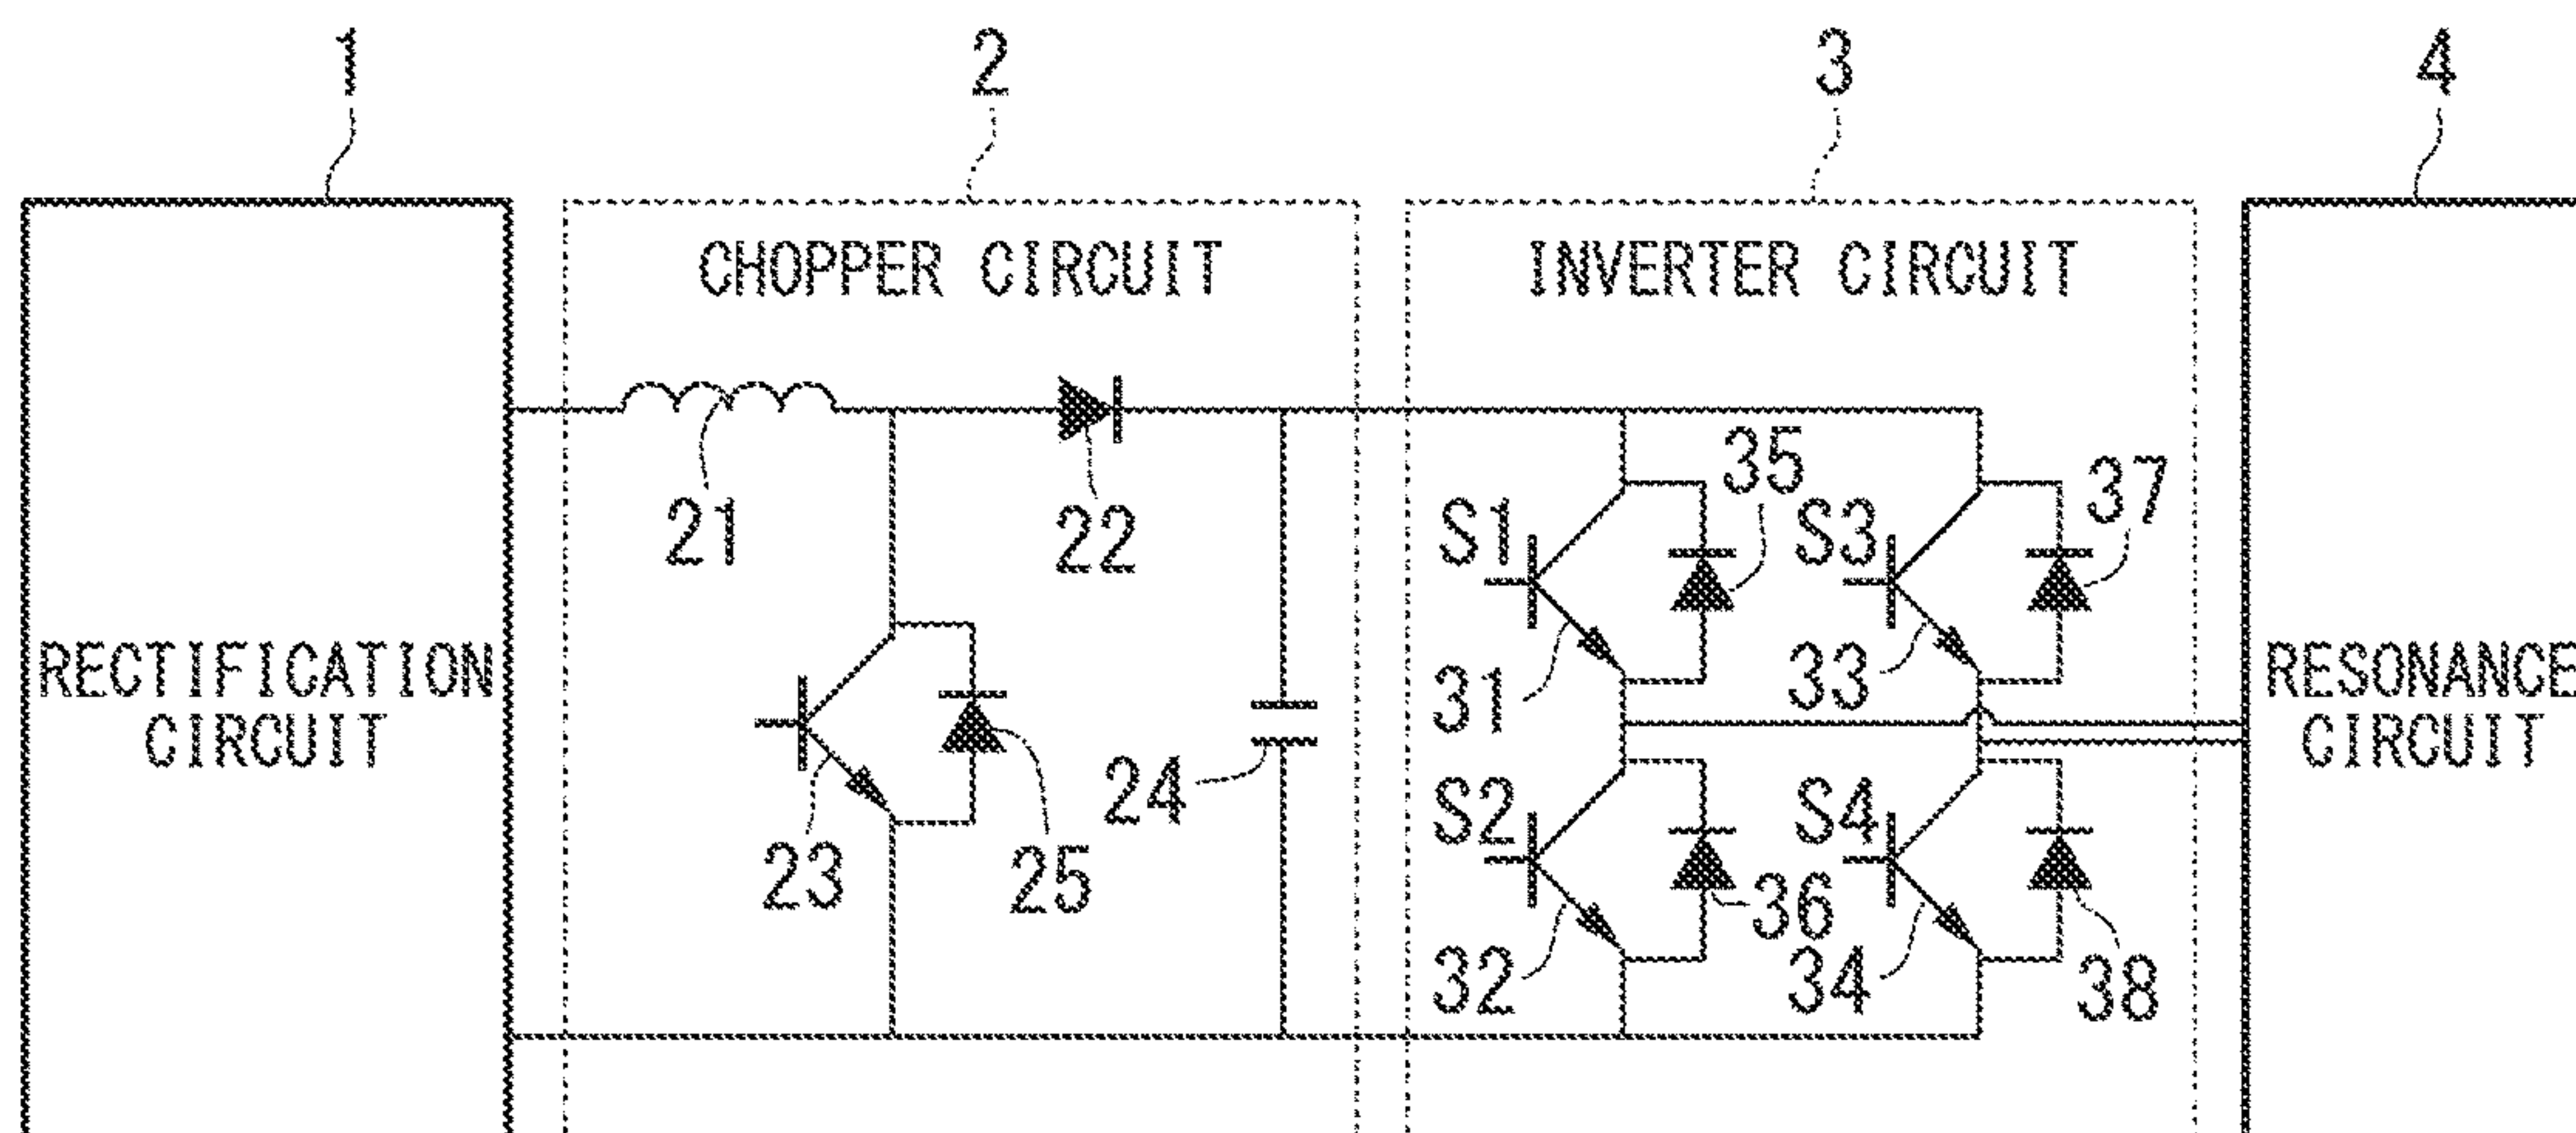 1
2
3
4
CHOPPER CIRCUIT
INVERTER CIRCUIT
RECTIFICATION
CIRCUIT
21
22
23
24
25
S1
35
S3
37
31
33
S2
36
S4
38
32
34
RESONANCE
CIRCUIT